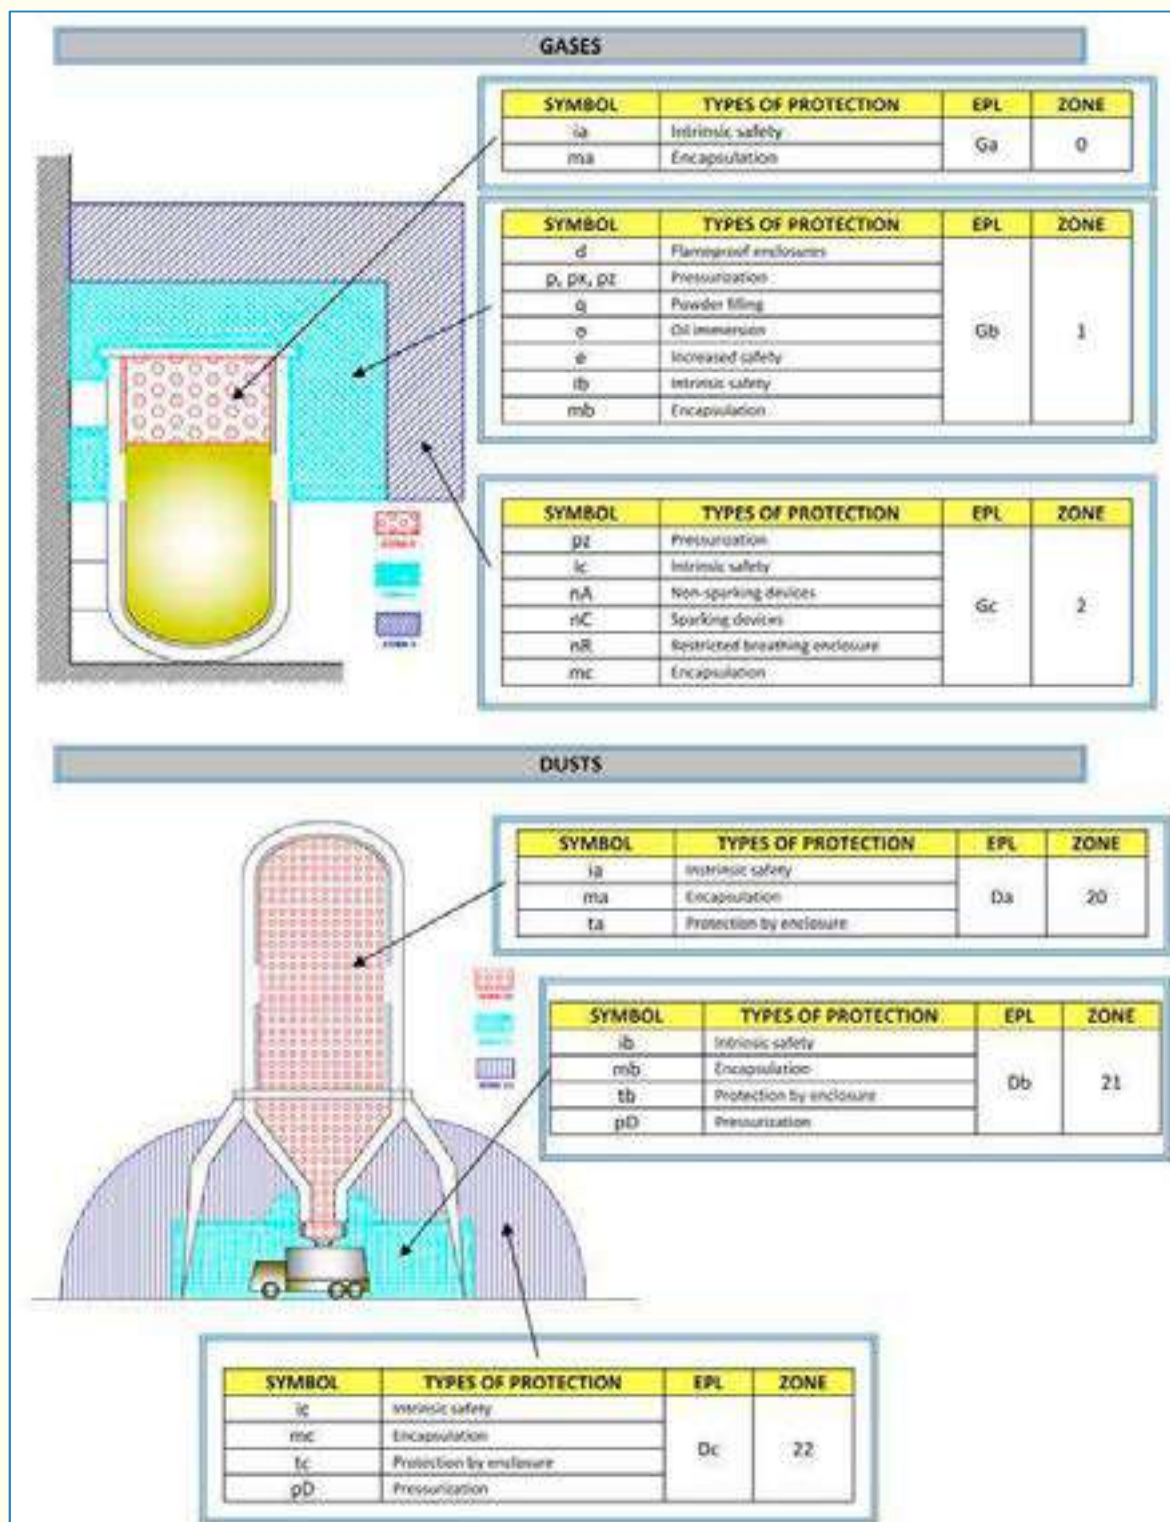 GASES
SYMBOL TYPES OF PROTECTION EPL ZONE
ia Intrinsic safety Ga 0
ma Encapsulation
SYMBOL TYPES OF PROTECTION EPL ZONE
d Flameproof enclosures Gb 1
p, px, pz Pressurization
q Powder filling
o Oil immersion
e Increased safety
ib Intrinsic safety
mb Encapsulation
SYMBOL TYPES OF PROTECTION EPL ZONE
pz Pressurization Gc 2
ic Intrinsic safety
nA Non-sparking devices
nC Sparking devices
nR Restricted breathing enclosure
mc Encapsulation
DUSTS
SYMBOL TYPES OF PROTECTION EPL ZONE
ia Instrinsic safety Da 20
ma Encapsulation
ta Protection by enclosure
SYMBOL TYPES OF PROTECTION EPL ZONE
ib Intrinsic safety Db 21
mb Encapsulation
tb Protection by enclosure
pD Pressurization
SYMBOL TYPES OF PROTECTION EPL ZONE
ic Intrinsic safety Dc 22
mc Encapsulation
tc Protection by enclosure
pD Pressurization